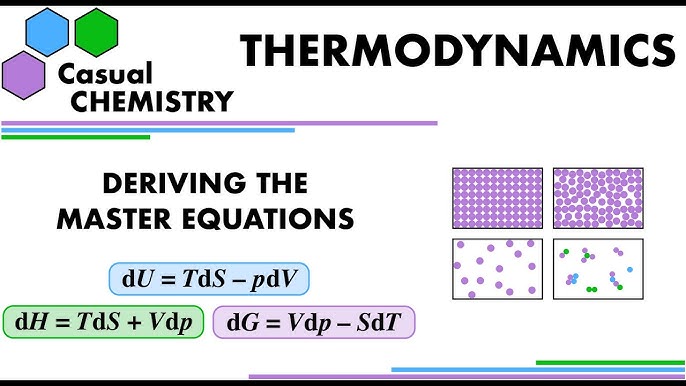 Casual
CHEMISTRY
THERMODYNAMICS
DERIVING THE
MASTER EQUATIONS
dU = TdS – pdV
dH = TdS + Vdp
dG = Vdp – SdT